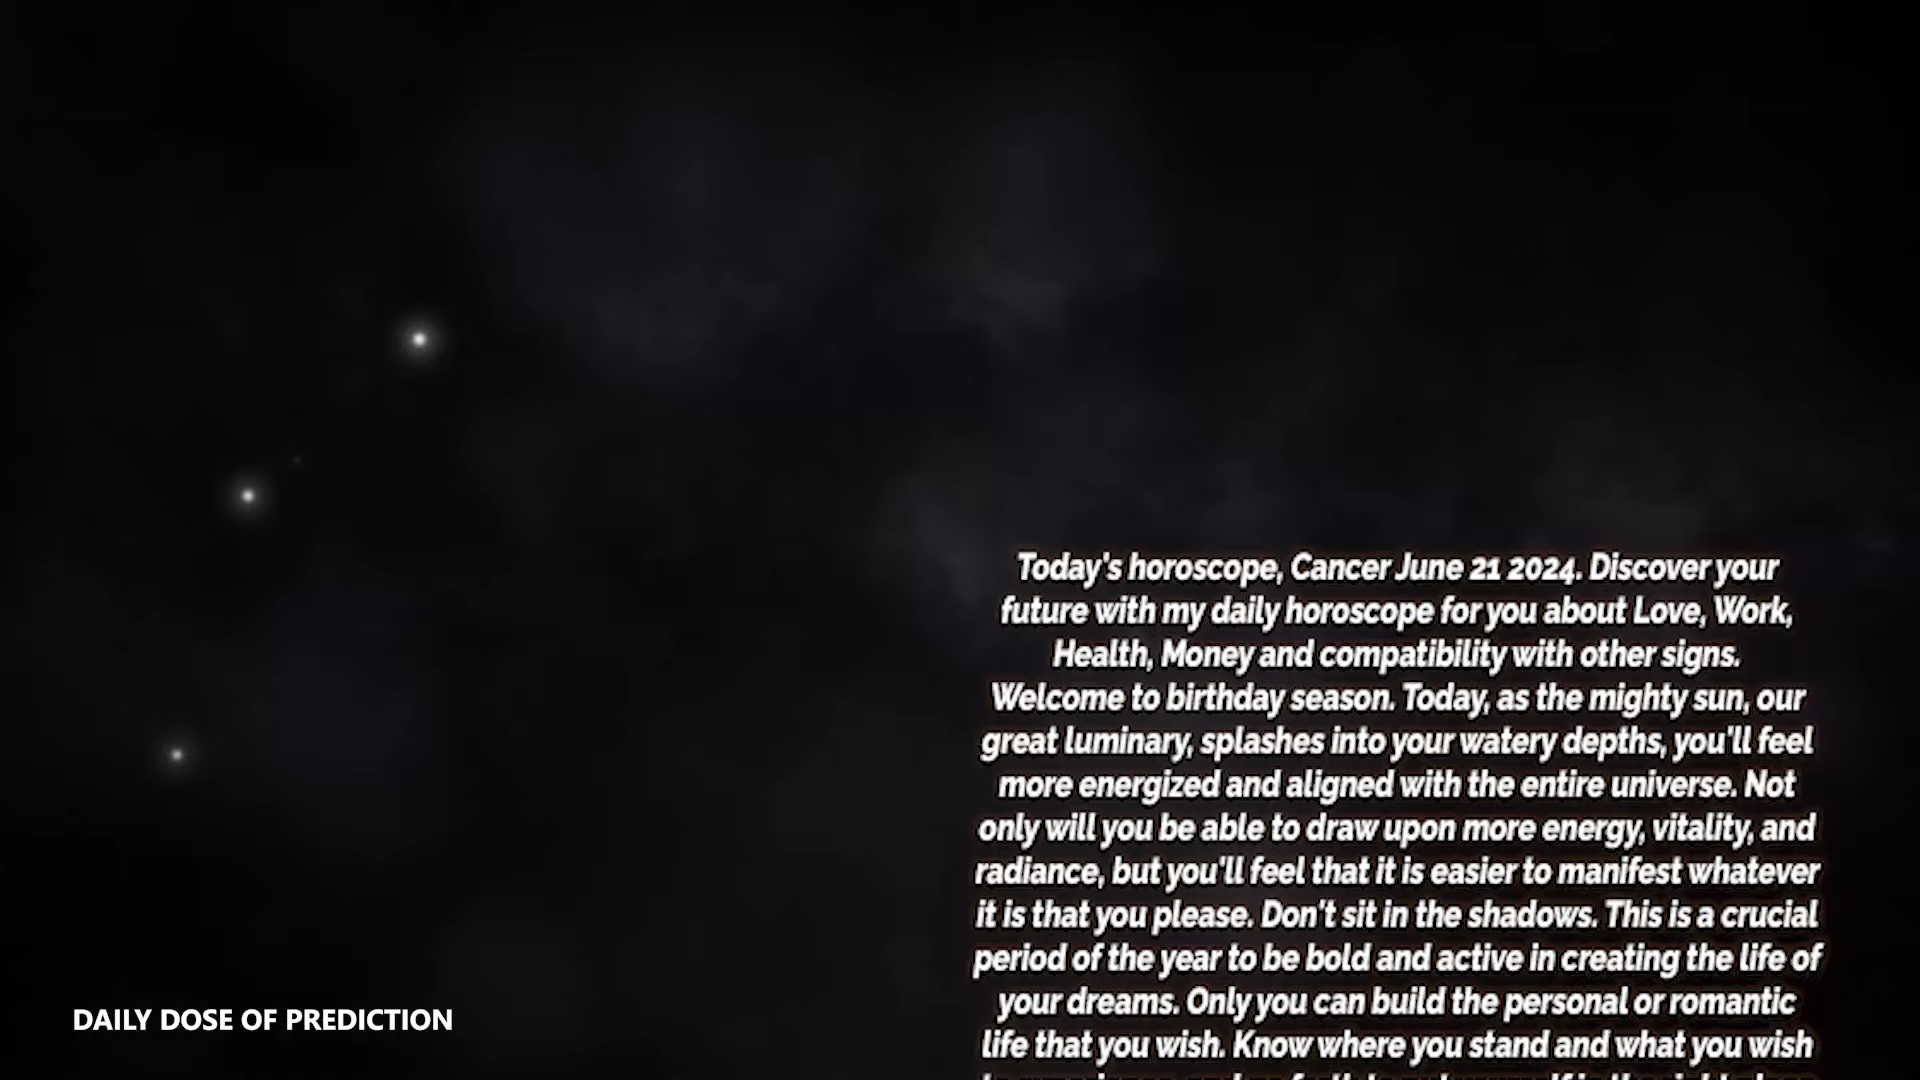 Today's horoscope, Cancer June 21 2024. Discover your
future with my daily horoscope for you about Love, Work,
Health, Money and compatibility with other signs.
Welcome to birthday season. Today, as the mighty sun, our
great luminary, splashes into your watery depths, you'll feel
more energized and aligned with the entire universe. Not
only will you be able to draw upon more energy, vitality, and
radiance, but you'll feel that it is easier to manifest whatever
it is that you please. Don't sit in the shadows. This is a crucial
period of the year to be bold and active in creating the life of
your dreams. Only you can build the personal or romantic
life that you wish. Know where you stand and what you wish
DAILY DOSE OF PREDICTION